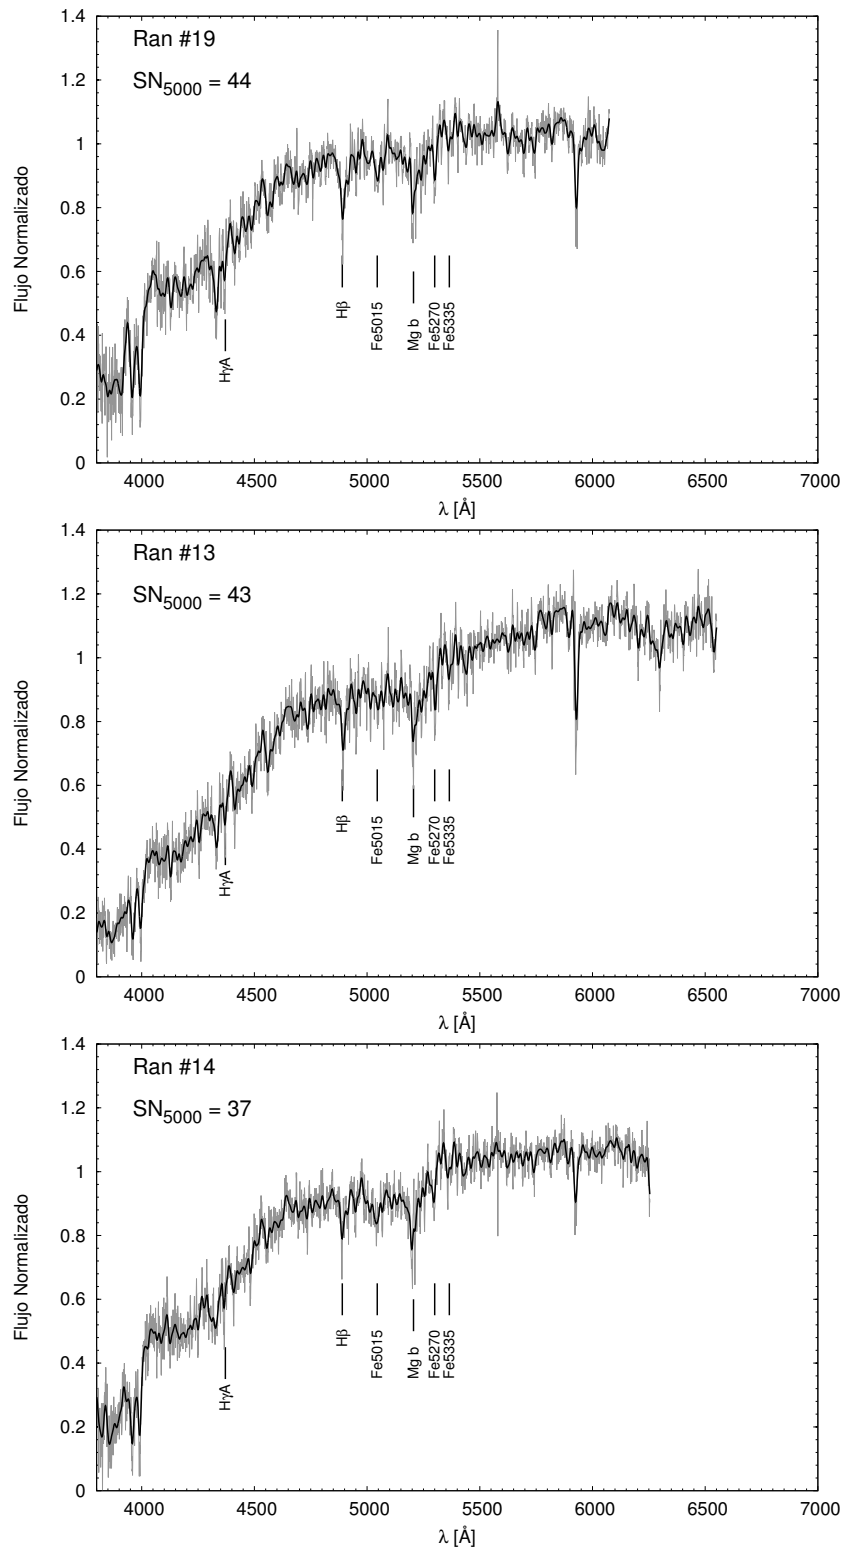 Ran #19
SN5000 = 44
1.4
1.2
1
0.8
0.6
0.4
0.2
0
Flujo Normalizado
Hβ
Fe5015
Mg b
Fe5270
Fe5335
HγA
4000 4500 5000 5500 6000 6500 7000
λ [Å]
Ran #13
SN5000 = 43
1.4
1.2
1
0.8
0.6
0.4
0.2
0
Flujo Normalizado
Hβ
Fe5015
Mg b
Fe5270
Fe5335
HγA
4000 4500 5000 5500 6000 6500 7000
λ [Å]
Ran #14
SN5000 = 37
1.4
1.2
1
0.8
0.6
0.4
0.2
0
Flujo Normalizado
Hβ
Fe5015
Mg b
Fe5270
Fe5335
HγA
4000 4500 5000 5500 6000 6500 7000
λ [Å]